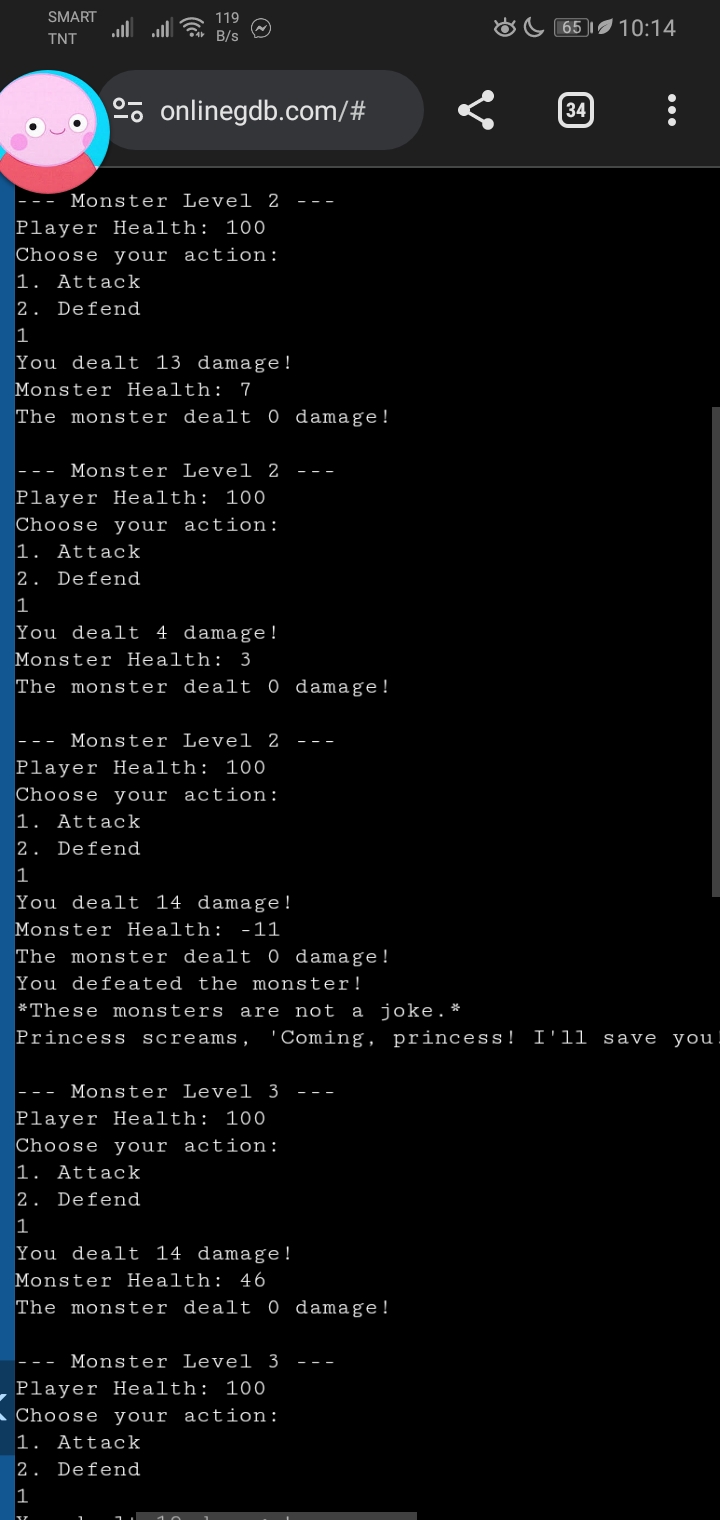 SMART
TNT
119
B/s
65
10:14
onlinegdb.com/#
34
--- Monster Level 2 ---
Player Health: 100
Choose your action:
1. Attack
2. Defend
1
You dealt 13 damage!
Monster Health: 7
The monster dealt 0 damage!
--- Monster Level 2 ---
Player Health: 100
Choose your action:
1. Attack
2. Defend
1
You dealt 4 damage!
Monster Health: 3
The monster dealt 0 damage!
--- Monster Level 2 ---
Player Health: 100
Choose your action:
1. Attack
2. Defend
1
You dealt 14 damage!
Monster Health: -11
The monster dealt 0 damage!
You defeated the monster!
*These monsters are not a joke.*
Princess screams, 'Coming, princess! I'll save you!
--- Monster Level 3 ---
Player Health: 100
Choose your action:
1. Attack
2. Defend
1
You dealt 14 damage!
Monster Health: 46
The monster dealt 0 damage!
--- Monster Level 3 ---
Player Health: 100
Choose your action:
1. Attack
2. Defend
1